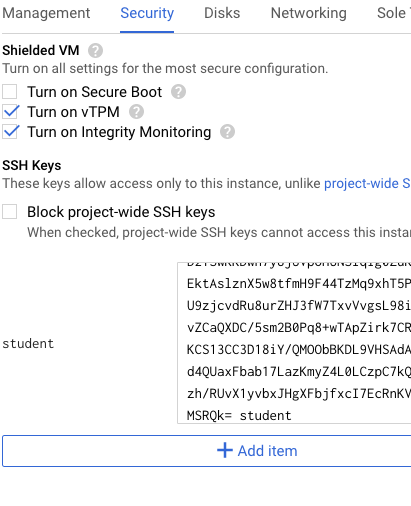 Management Security Disks Networking Sole
Shielded VM
Turn on all settings for the most secure configuration.
Turn on Secure Boot
Turn on vTPM
Turn on Integrity Monitoring
SSH Keys
These keys allow access only to this instance, unlike project-wide S
Block project-wide SSH keys
When checked, project-wide SSH keys cannot access this instan
EktAslznX5w8tfmH9F44TzMq9xhT5P
U9zjcvdRu8urZHJ3fW7TxvVvgsL98i
vZCaQXDC/5sm2B0Pq8+wTApZirk7CR
student
KCS13CC3D18iY/QMOObBKDL9VHSAdA
d4QUaxFbab17LazKmyZ4L0LCzpC7kQ
zh/RUvX1yvbxJHgXFbjfxcI7EcRnKV
MSRQk= student
Add item